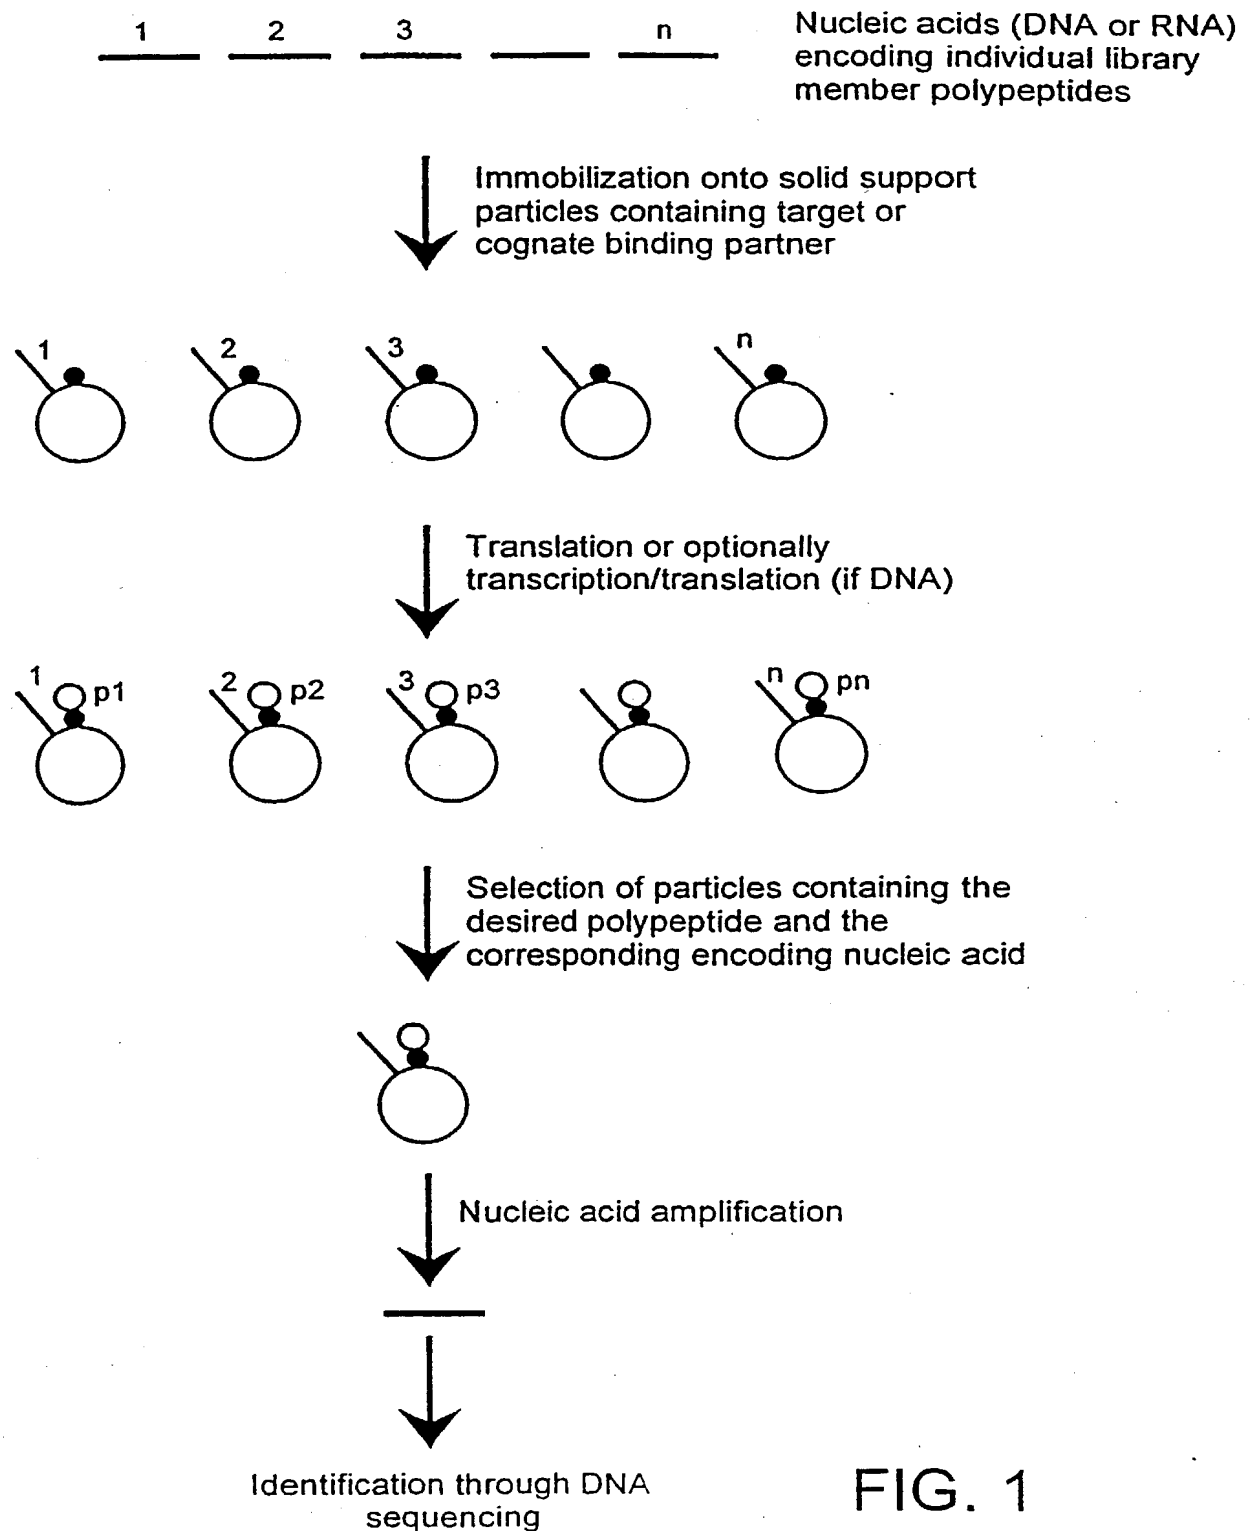 1 2 3 n
Nucleic acids (DNA or RNA)
encoding individual library
member polypeptides
Immobilization onto solid support
particles containing target or
cognate binding partner
1 2 3 n
Translation or optionally
transcription/translation (if DNA)
1 p1 2 p2 3 p3 n pn
Selection of particles containing the
desired polypeptide and the
corresponding encoding nucleic acid
Nucleic acid amplification
Identification through DNA
sequencing
FIG. 1